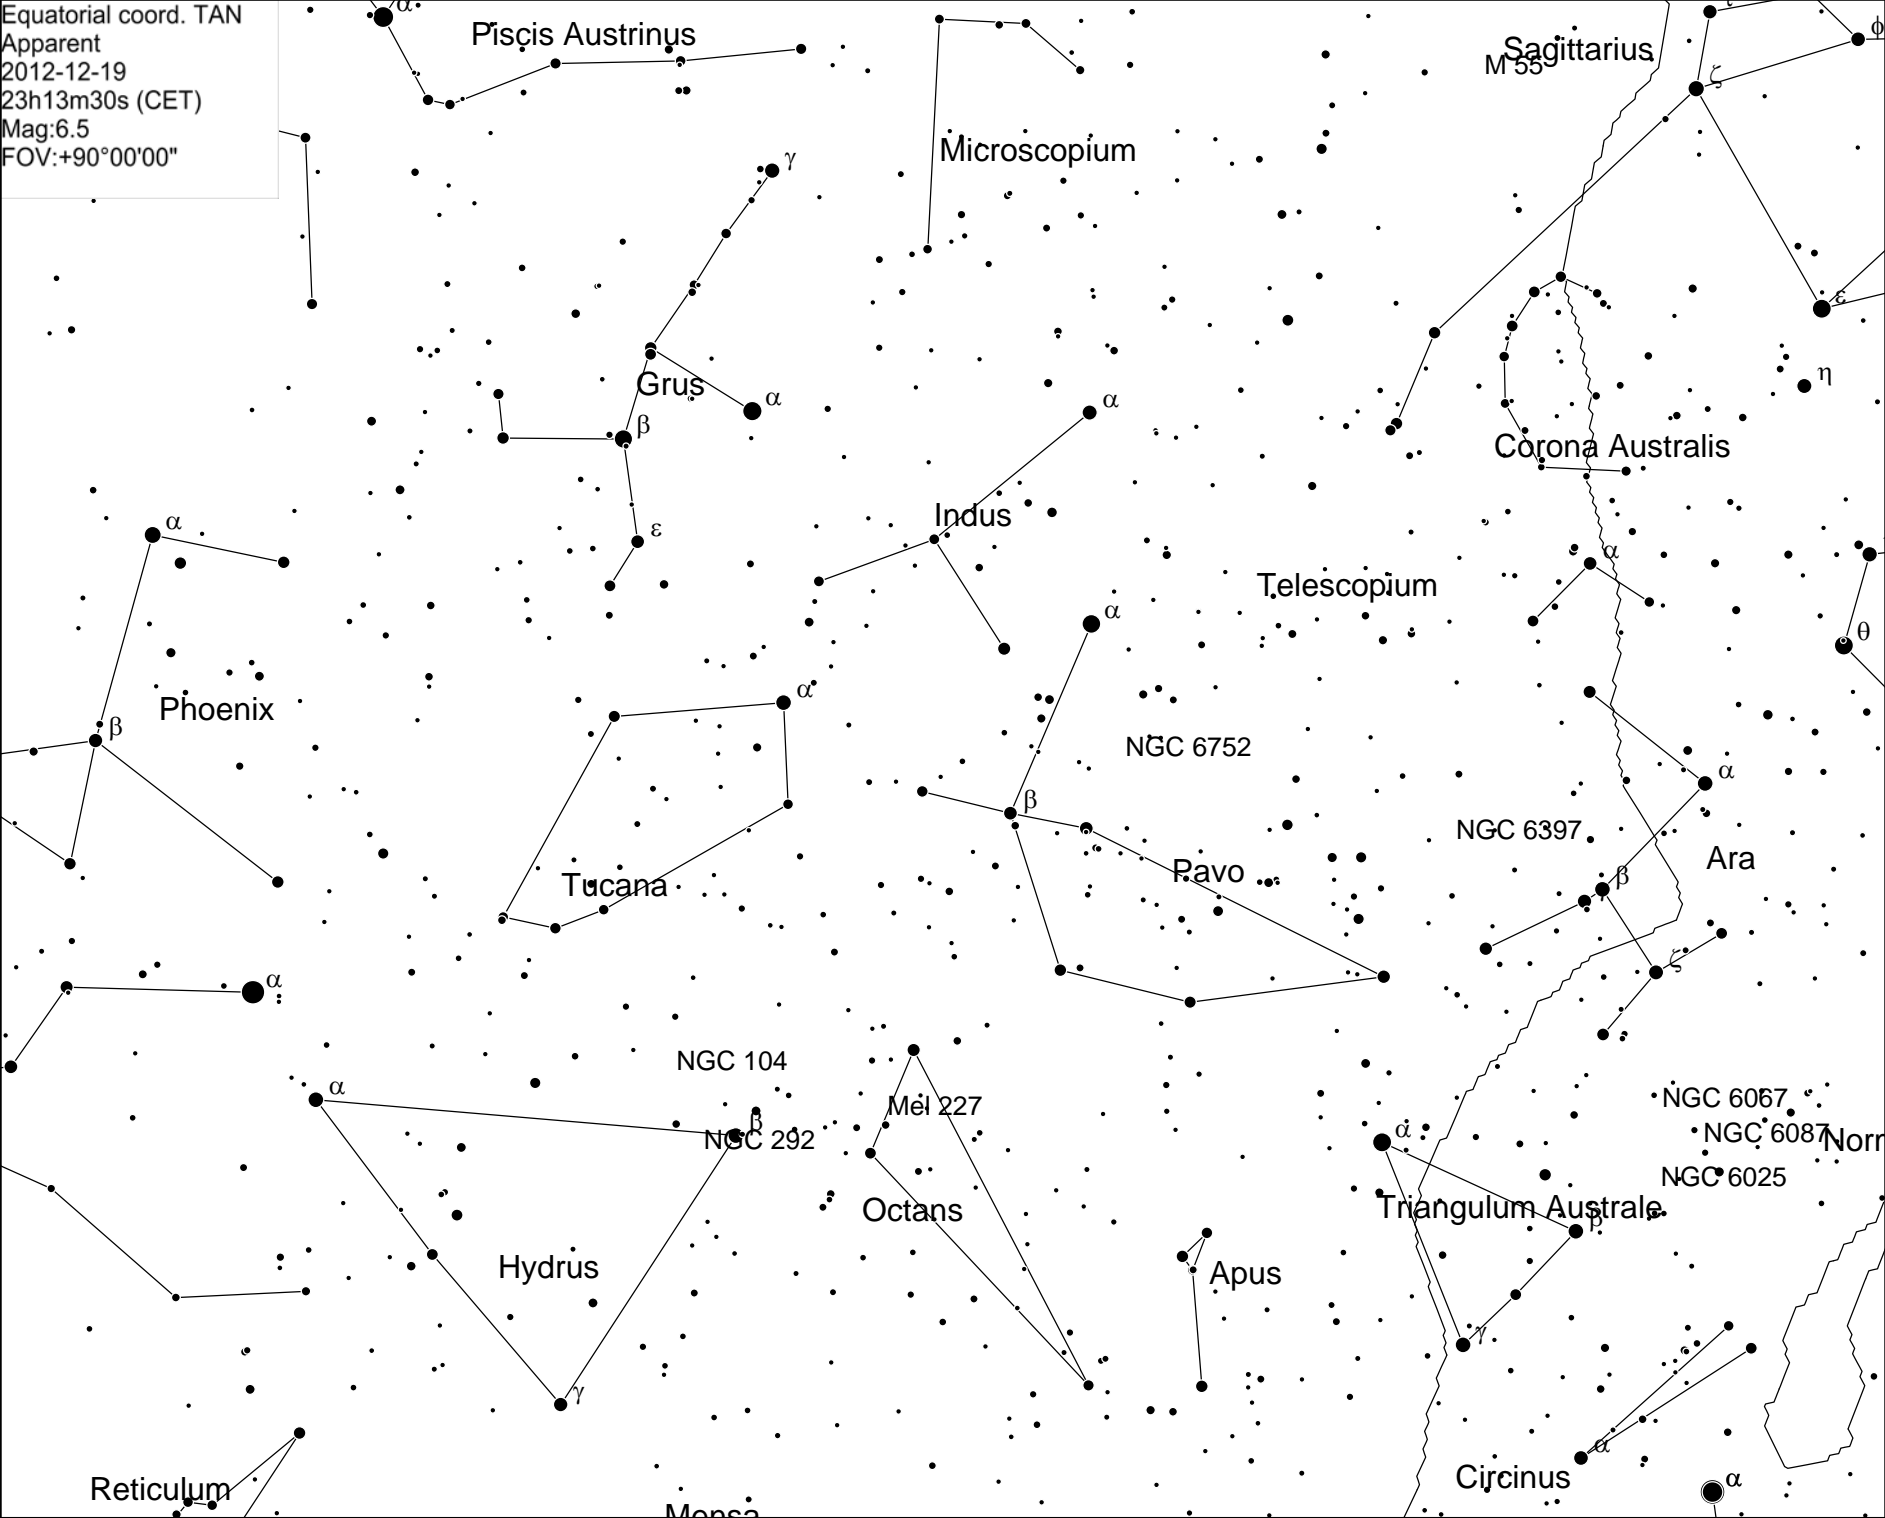 Equatorial coord. TAN
Apparent
2012-12-19
23h13m30s (CET)
Mag:6.5
FOV:+90°00'00"
α
Piscis Austrinus
Sagittarius
M 55
φ
ζ
Microscopium
γ
ε
η
Grus
α
β
α
Corona Australis
Indus
α
ε
α
Telescopium
α
θ
Phoenix
β
α
NGC 6752
α
β
NGC 6397
Ara
Pavo
β
Tucana
ζ
α
NGC 104
α
Mel 227
β
NGC 292
α
NGC 6067
NGC 6087
NGC 6025
Octans
Triangulum Australe
β
Hydrus
Apus
γ
γ
α
Circinus
α
Reticulum